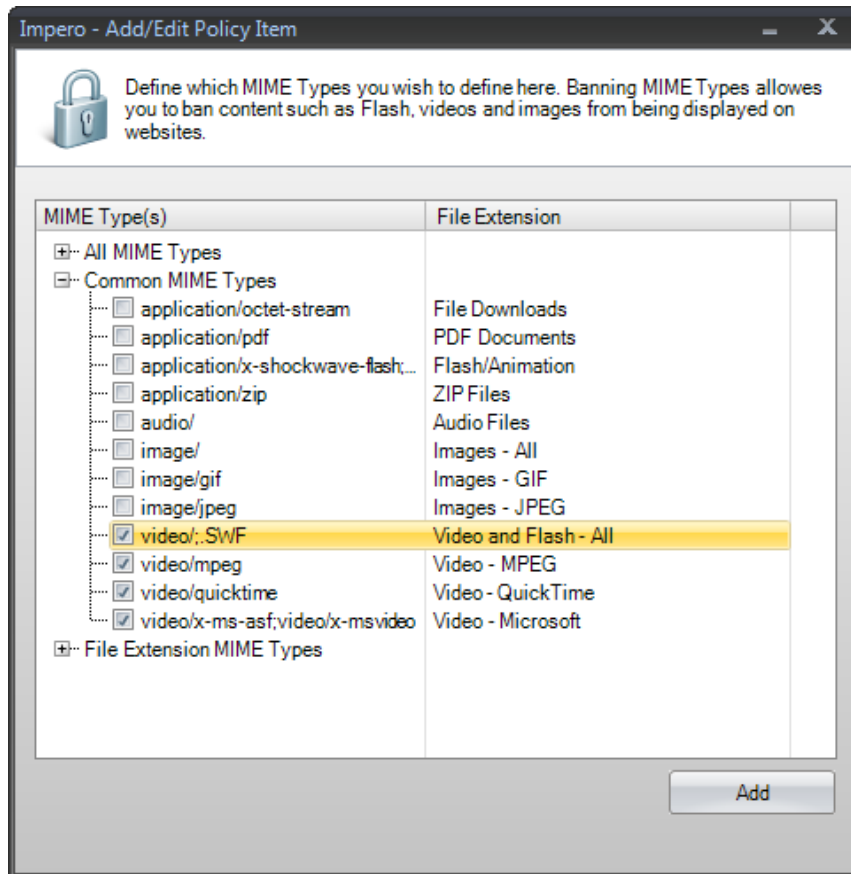 Impero - Add/Edit Policy Item
Define which MIME Types you wish to define here. Banning MIME Types allowes
you to ban content such as Flash, videos and images from being displayed on
websites.
MIME Type(s) File Extension
All MIME Types
Common MIME Types
application/octet-stream File Downloads
application/pdf PDF Documents
application/x-shockwave-flash;... Flash/Animation
application/zip ZIP Files
audio/ Audio Files
image/ Images - All
image/gif Images - GIF
image/jpeg Images - JPEG
video/;.SWF Video and Flash - All
video/mpeg Video - MPEG
video/quicktime Video - QuickTime
video/x-ms-asf;video/x-msvideo Video - Microsoft
File Extension MIME Types
Add